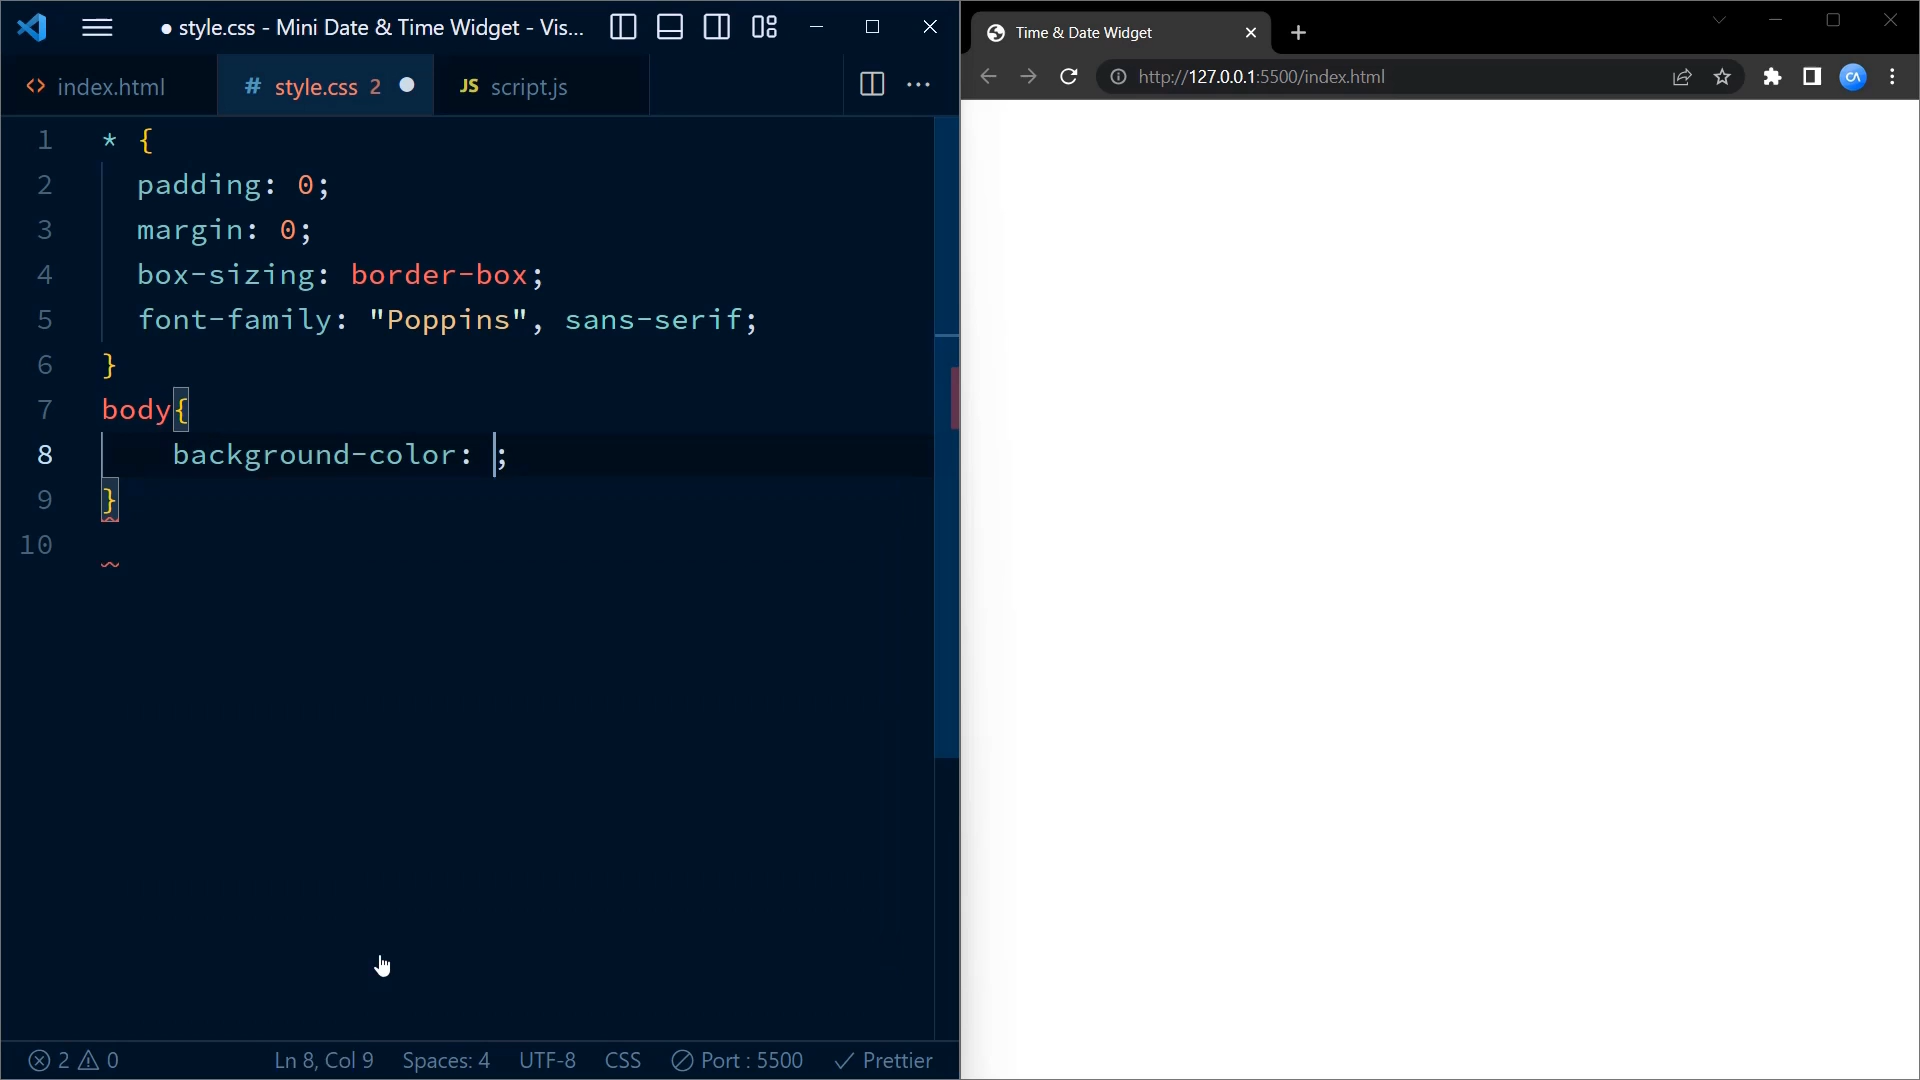 ● style.css - Mini Date & Time Widget - Vis...
index.html
# style.css 2 ●
JS script.js
1 * {
2 padding: 0;
3 margin: 0;
4 box-sizing: border-box;
5 font-family: "Poppins", sans-serif;
6 }
7 body{
8 background-color: ;
9 }
10
2 0 Ln 8, Col 9 Spaces: 4 UTF-8 CSS Port : 5500 Prettier
Time & Date Widget
http://127.0.0.1:5500/index.html
CA